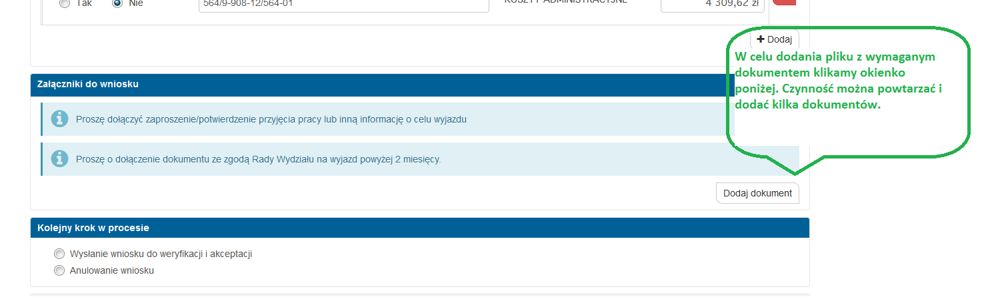 Tak Nie 564/9-908-12/564-01 KOSZTY ADMINISTRACYJNE 4 309,62 zł
Dodaj
W celu dodania pliku z wymaganym
dokumentem klikamy okienko
poniżej. Czynność można powtarzać i
dodać kilka dokumentów.
Załączniki do wniosku
Proszę dołączyć zaproszenie/potwierdzenie przyjęcia pracy lub inną informację o celu wyjazdu
Proszę o dołączenie dokumentu ze zgodą Rady Wydziału na wyjazd powyżej 2 miesięcy.
Dodaj dokument
Kolejny krok w procesie
Wysłanie wniosku do weryfikacji i akceptacji
Anulowanie wniosku